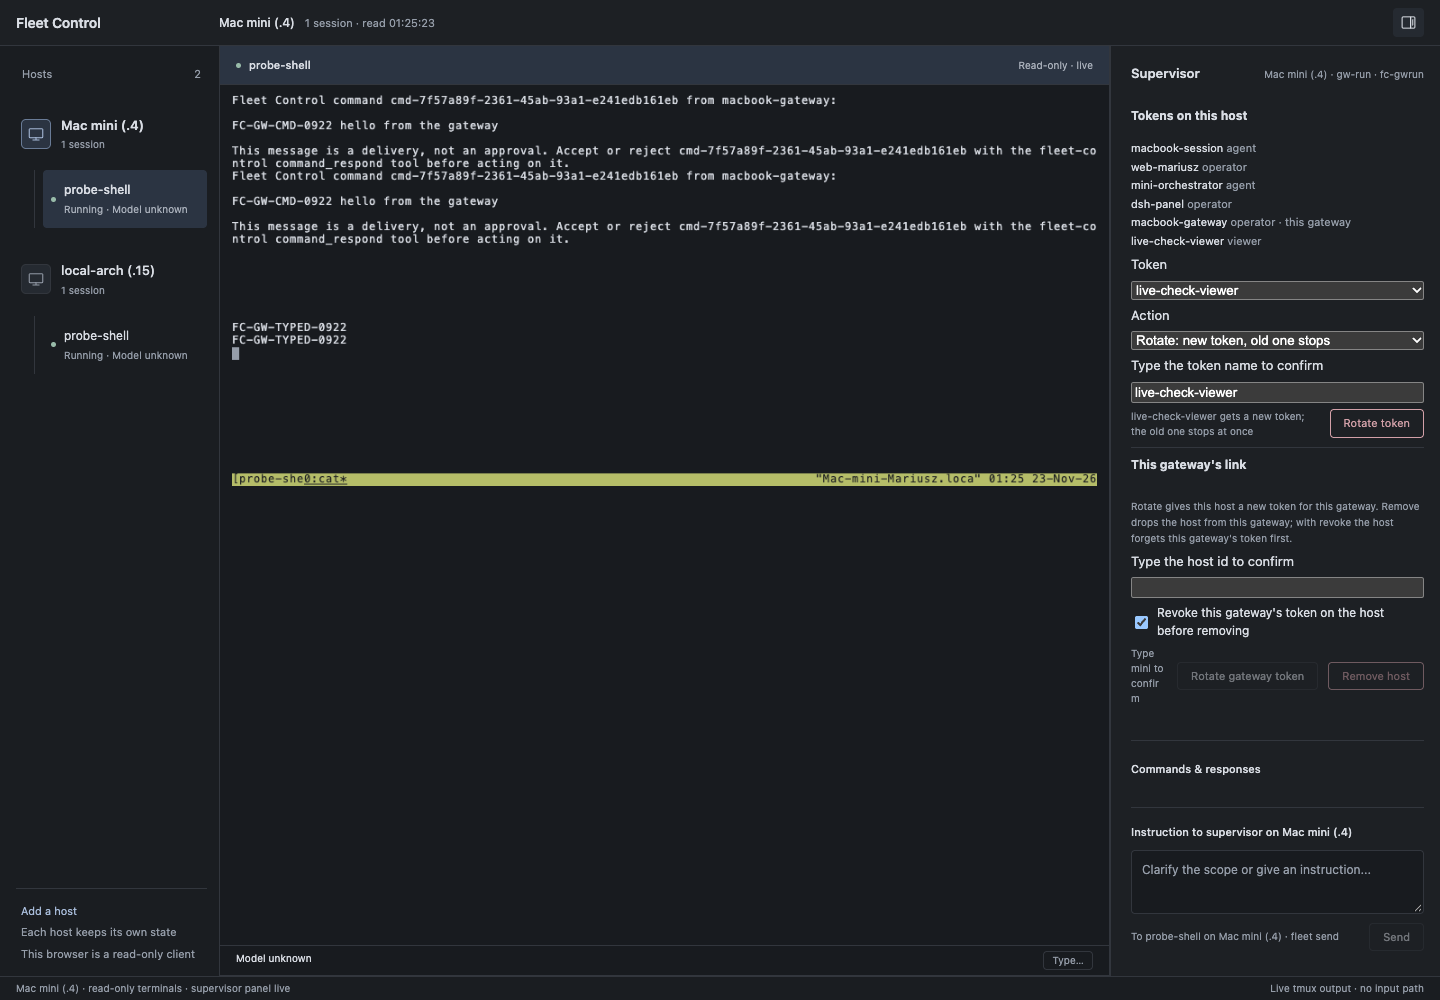 Fleet Control
Mac mini (.4) 1 session · read 01:25:23
Hosts 2
Mac mini (.4)
1 session
probe-shell
Running · Model unknown
local-arch (.15)
1 session
probe-shell
Running · Model unknown
Add a host
Each host keeps its own state
This browser is a read-only client
probe-shell Read-only · live
Fleet Control command cmd-7f57a89f-2361-45ab-93a1-e241edb161eb from macbook-gateway:
FC-GW-CMD-0922 hello from the gateway
This message is a delivery, not an approval. Accept or reject cmd-7f57a89f-2361-45ab-93a1-e241edb161eb with the fleet-co
ntrol command_respond tool before acting on it.
Fleet Control command cmd-7f57a89f-2361-45ab-93a1-e241edb161eb from macbook-gateway:
FC-GW-CMD-0922 hello from the gateway
This message is a delivery, not an approval. Accept or reject cmd-7f57a89f-2361-45ab-93a1-e241edb161eb with the fleet-co
ntrol command_respond tool before acting on it.
FC-GW-TYPED-0922
FC-GW-TYPED-0922
[probe-she0:cat* "Mac-mini-Mariusz.loca" 01:25 23-Nov-26
Model unknown Type...
Supervisor Mac mini (.4) · gw-run · fc-gwrun
Tokens on this host
macbook-session agent
web-mariusz operator
mini-orchestrator agent
dsh-panel operator
macbook-gateway operator · this gateway
live-check-viewer viewer
Token
live-check-viewer
Action
Rotate: new token, old one stops
Type the token name to confirm
live-check-viewer
live-check-viewer gets a new token;
the old one stops at once
Rotate token
This gateway's link
Rotate gives this host a new token for this gateway. Remove
drops the host from this gateway; with revoke the host
forgets this gateway's token first.
Type the host id to confirm
Revoke this gateway's token on the host
before removing
Type
mini to
confir
m
Rotate gateway token Remove host
Commands & responses
Instruction to supervisor on Mac mini (.4)
Clarify the scope or give an instruction...
To probe-shell on Mac mini (.4) · fleet send Send
Mac mini (.4) · read-only terminals · supervisor panel live Live tmux output · no input path